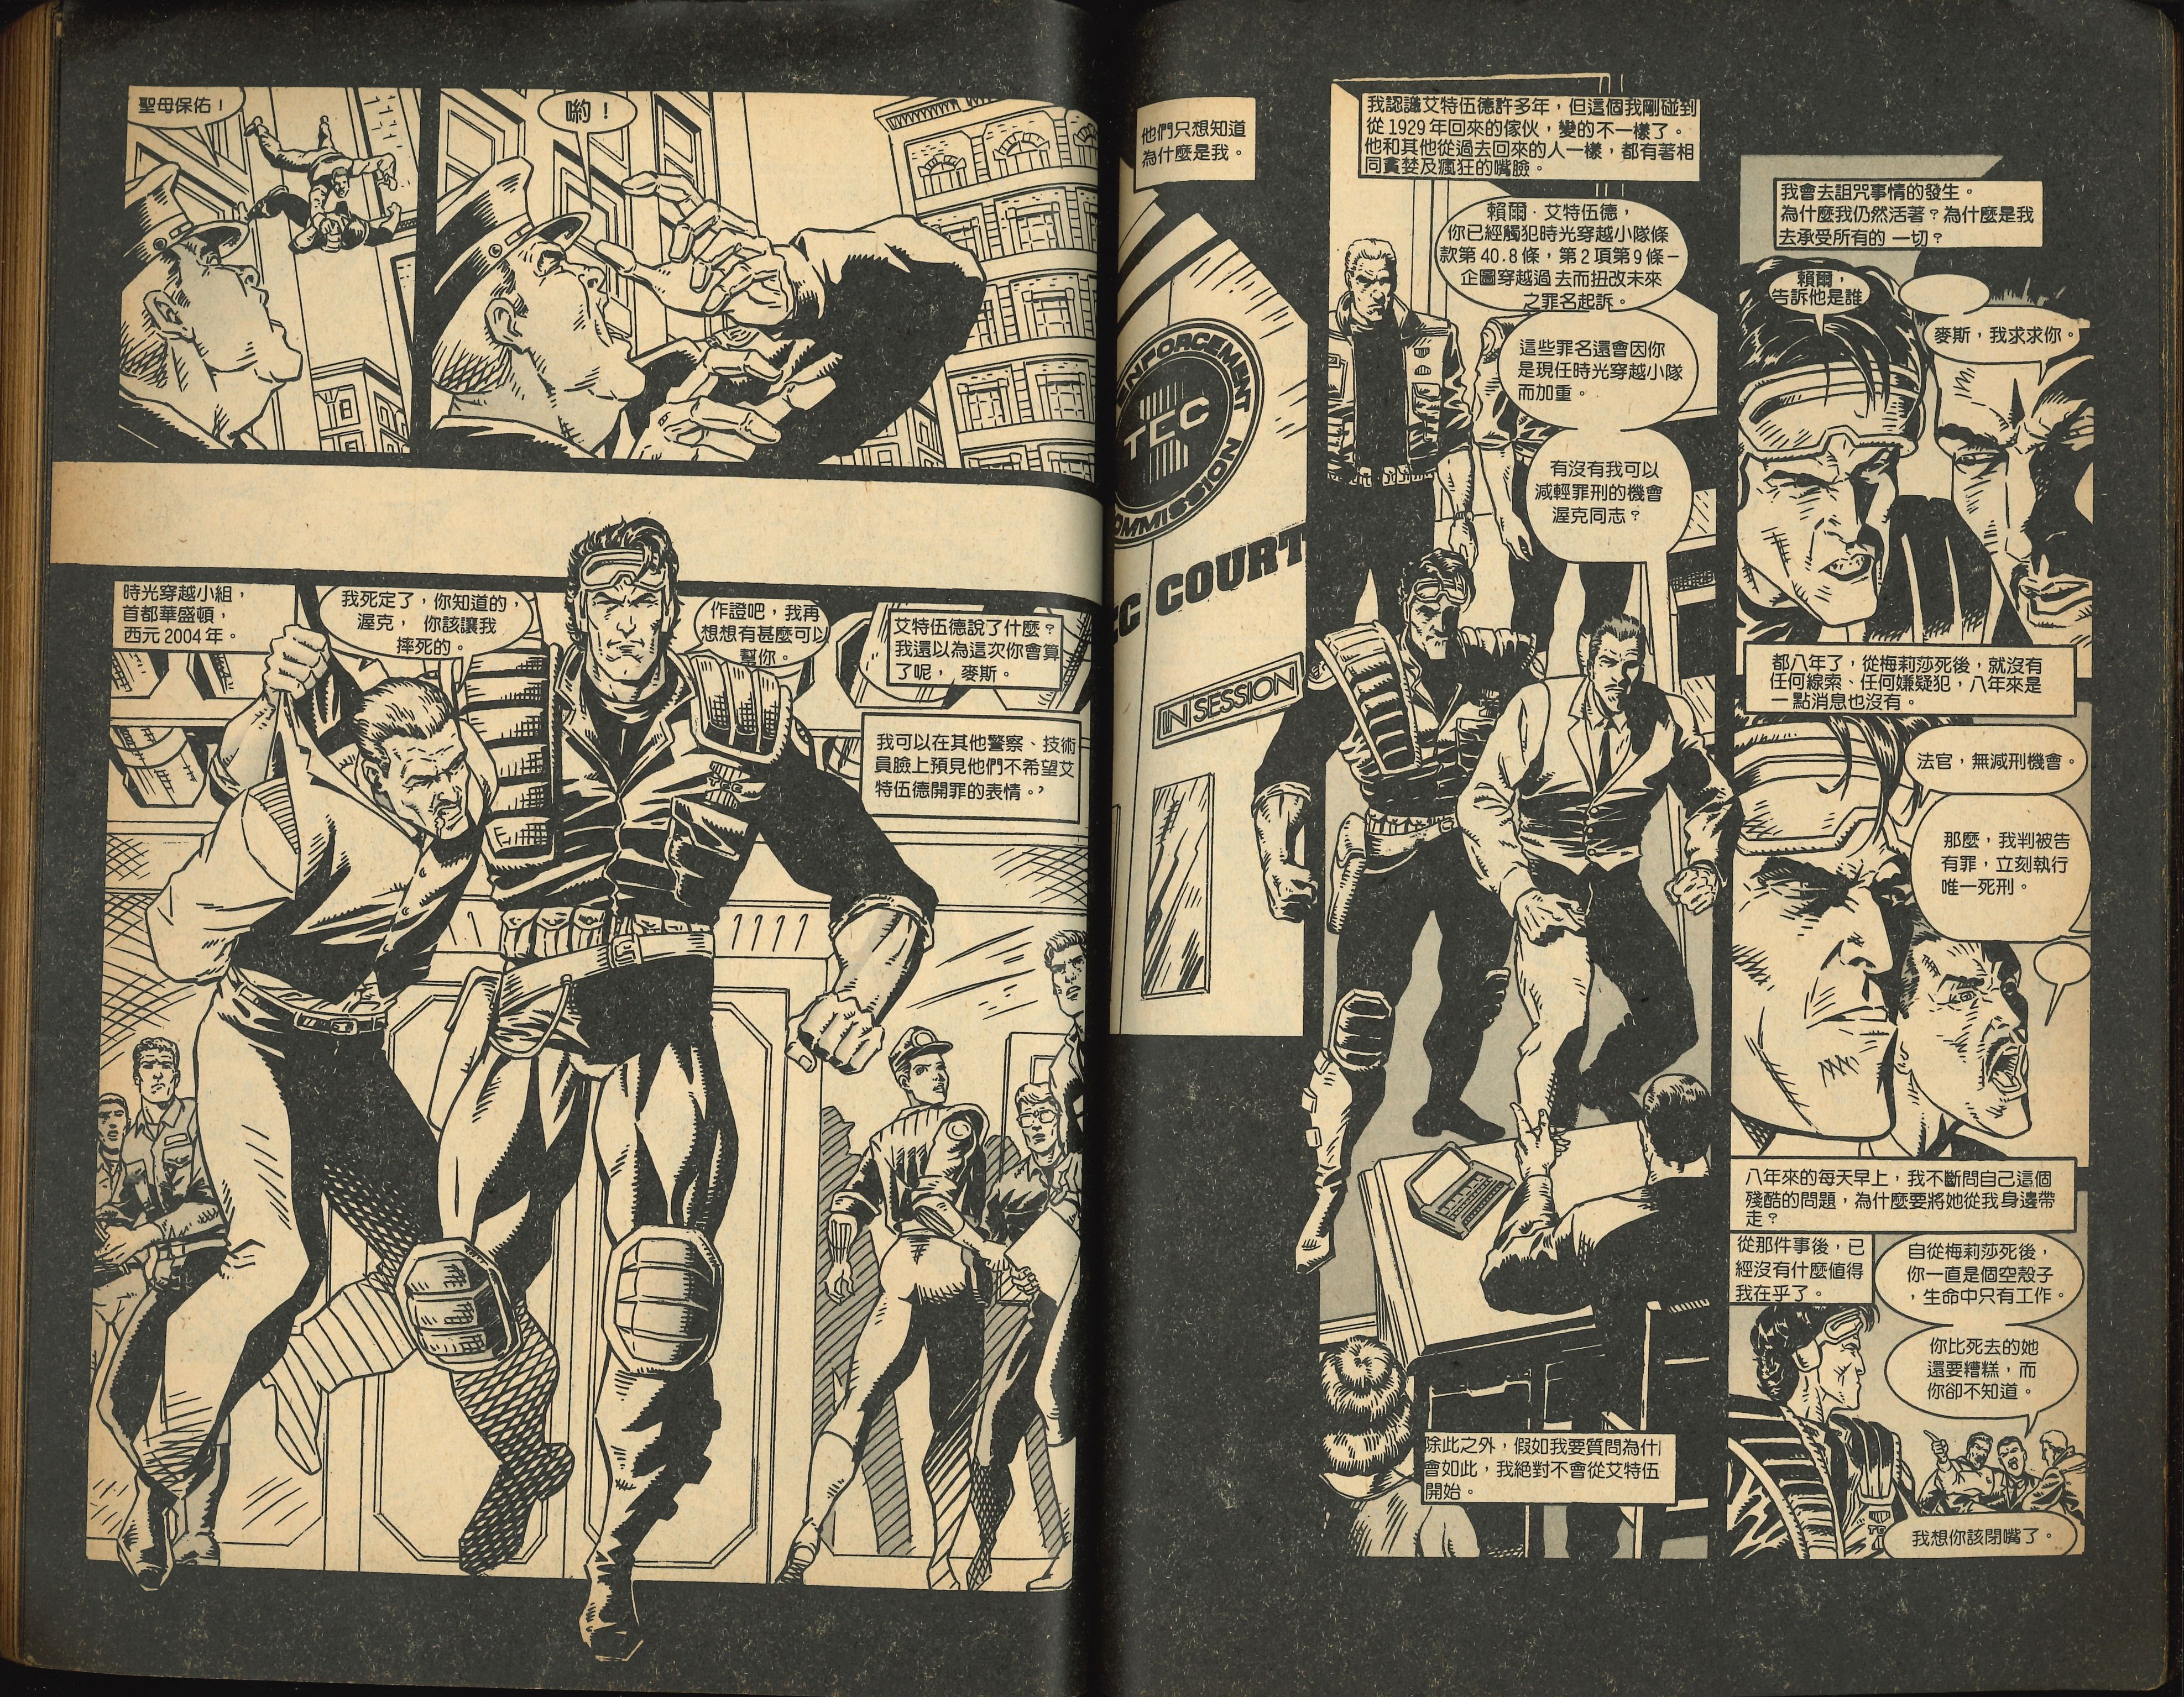 聖母保佑！
喲！
時光穿越小組，
首都華盛頓，
西元2004年。
我死定了，你知道的，
渥克， 你該讓我
摔死的。
作證吧，我再
想想有甚麼可以
幫你。
艾特伍德說了什麼？
我還以為這次你會算
了呢， 麥斯。
我可以在其他警察、技術
員臉上預見他們不希望艾
特伍德開罪的表情。’
TEC
他們只想知道
為什麼是我。
ENFORCEMENT
TEC
COMMISSION
EC COURT
IN SESSION
我認識艾特伍德許多年，但這個我剛碰到
從1929年回來的傢伙，變的不一樣了。
他和其他從過去回來的人一樣，都有著相
同貪婪及瘋狂的嘴臉。
賴爾．艾特伍德，
你已經觸犯時光穿越小隊條
款第40.8條，第2項第9條－
企圖穿越過去而扭改未來
之罪名起訴。
這些罪名還會因你
是現任時光穿越小隊
而加重。
有沒有我可以
減輕罪刑的機會
渥克同志？
除此之外，假如我要質問為什
會如此，我絕對不會從艾特伍
開始。
我會去詛咒事情的發生。
為什麼我仍然活著？為什麼是我
去承受所有的 一切？
賴爾，
告訴他是誰
麥斯，我求求你。
都八年了，從梅莉莎死後，就沒有
任何線索、任何嫌疑犯，八年來是
一點消息也沒有。
法官，無減刑機會。
那麼，我判被告
有罪，立刻執行
唯一死刑。
八年來的每天早上，我不斷問自己這個
殘酷的問題，為什麼要將她從我身邊帶
走？
從那件事後，已
經沒有什麼值得
我在乎了。
自從梅莉莎死後，
你一直是個空殼子
，生命中只有工作。
你比死去的她
還要糟糕，而
你卻不知道。
我想你該閉嘴了。